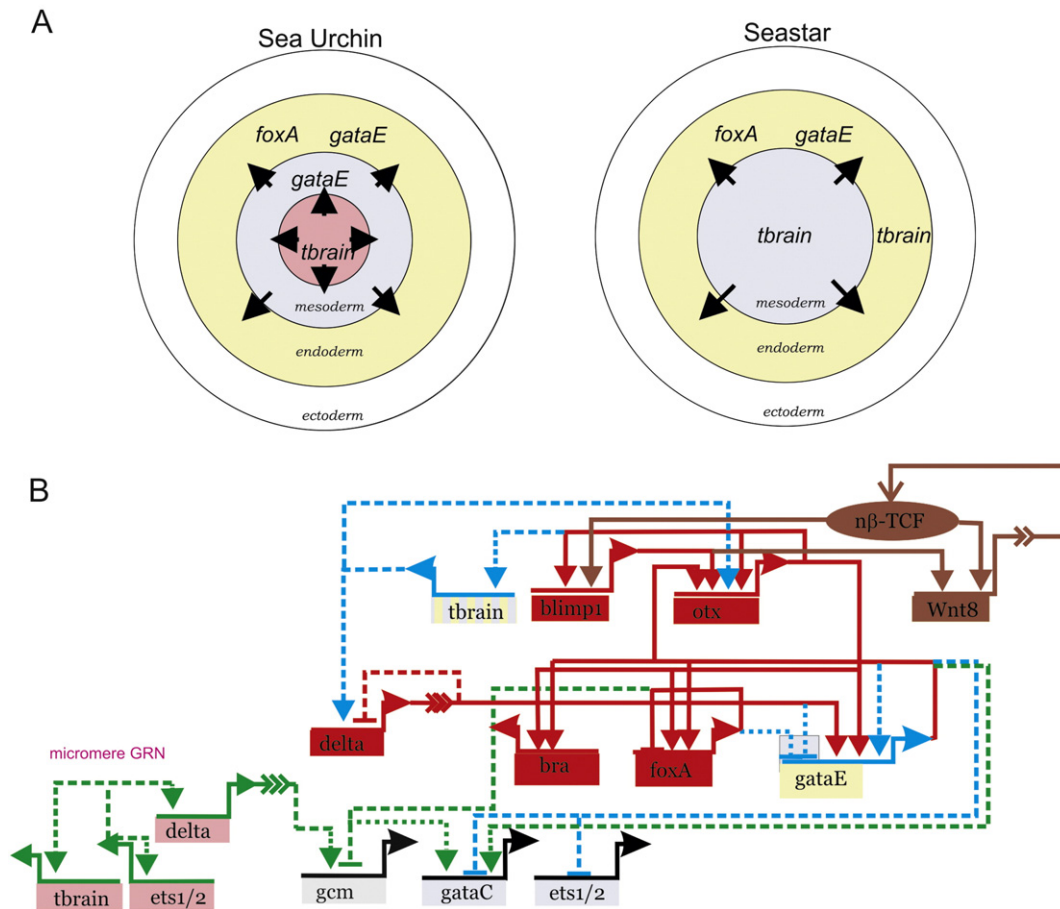 A
Sea Urchin
Seastar
foxA gataE
gataE
tbrain
mesoderm
endoderm
ectoderm
foxA gataE
tbrain
tbrain
mesoderm
endoderm
ectoderm
B
nβ-TCF
tbrain
blimp1
otx
Wnt8
delta
bra
foxA
gataE
micromere GRN
delta
tbrain
ets1/2
gcm
gataC
ets1/2